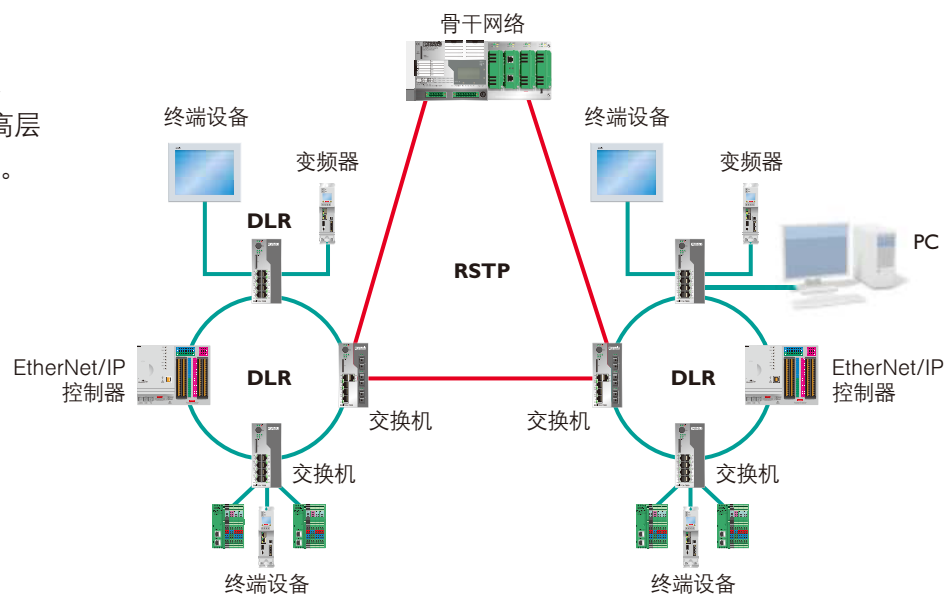 骨干网络
高层
。
终端设备
变频器
DLR
终端设备
变频器
PC
RSTP
EtherNet/IP
控制器
DLR
交换机
交换机
DLR
EtherNet/IP
控制器
交换机
终端设备
交换机
终端设备